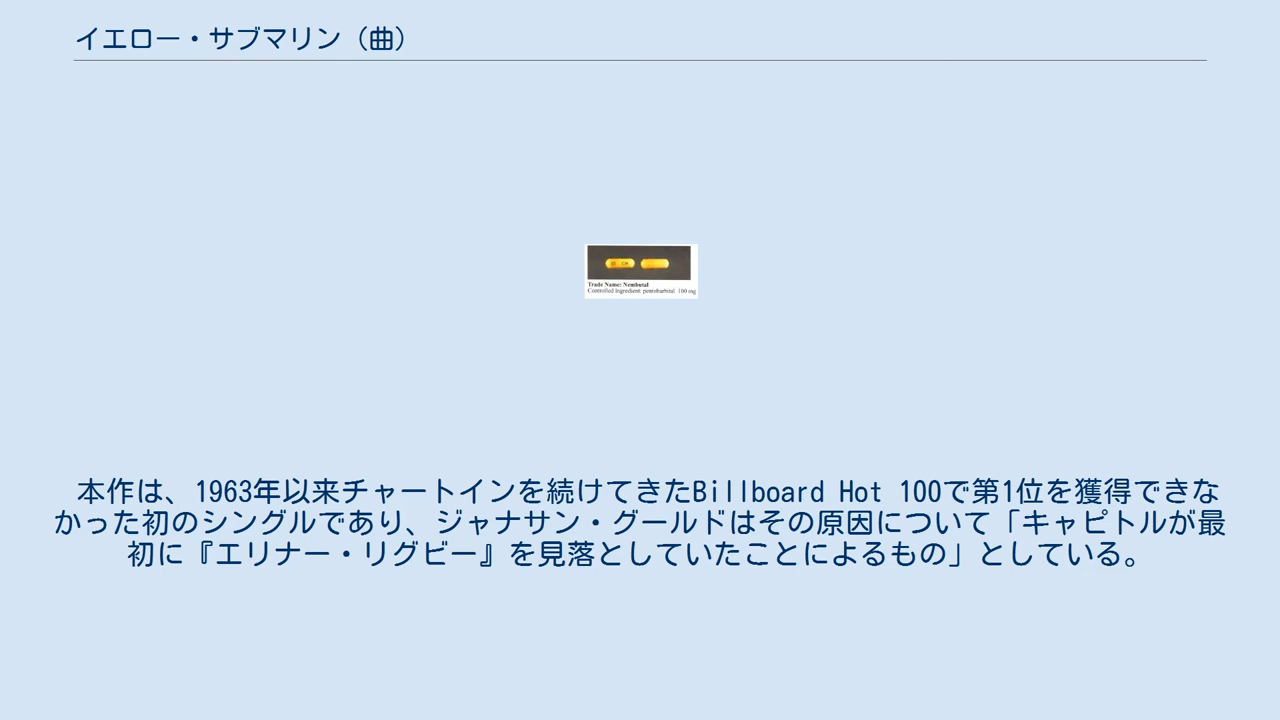 イエロー・サブマリン（曲）
Trade Name: Nembutal
Controlled Ingredient: pentobarbital 100 mg
本作は、1963年以来チャートインを続けてきたBillboard Hot 100で第1位を獲得できな
かった初のシングルであり、ジャナサン・グールドはその原因について「キャピトルが最
初に『エリナー・リグビー』を見落としていたことによるもの」としている。